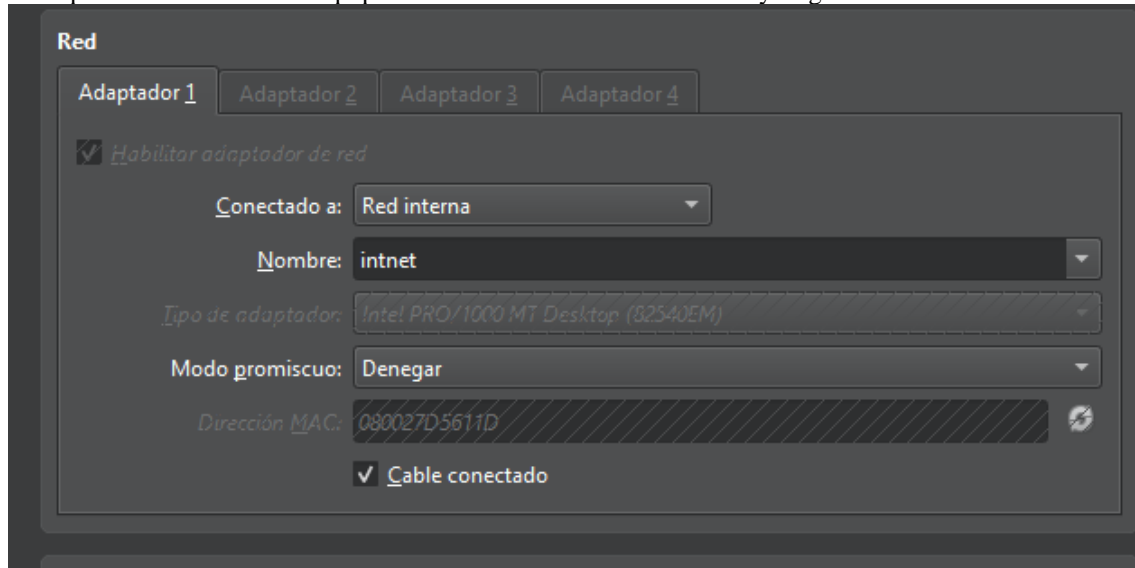 Red
Adaptador 1 Adaptador 2 Adaptador 3 Adaptador 4
Habilitar adaptador de red
Conectado a: Red interna
Nombre: intnet
Tipo de adaptador: Intel PRO/1000 MT Desktop (82540EM)
Modo promiscuo: Denegar
Dirección MAC: 080027D5611D
Cable conectado